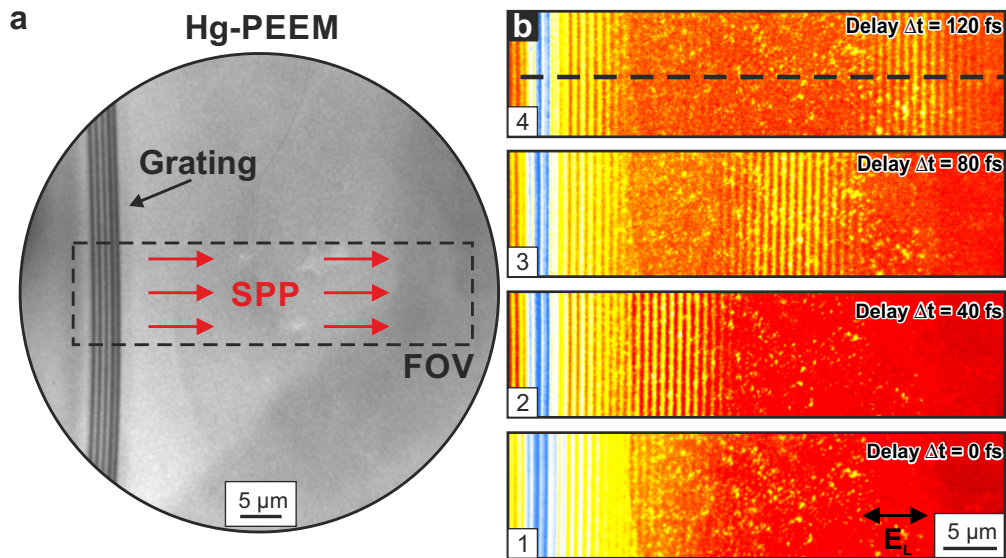 a
Hg-PEEM
Grating
SPP
FOV
5 µm
b
Delay Δt = 120 fs
4
Delay Δt = 80 fs
3
Delay Δt = 40 fs
2
Delay Δt = 0 fs
1
E_L
5 µm